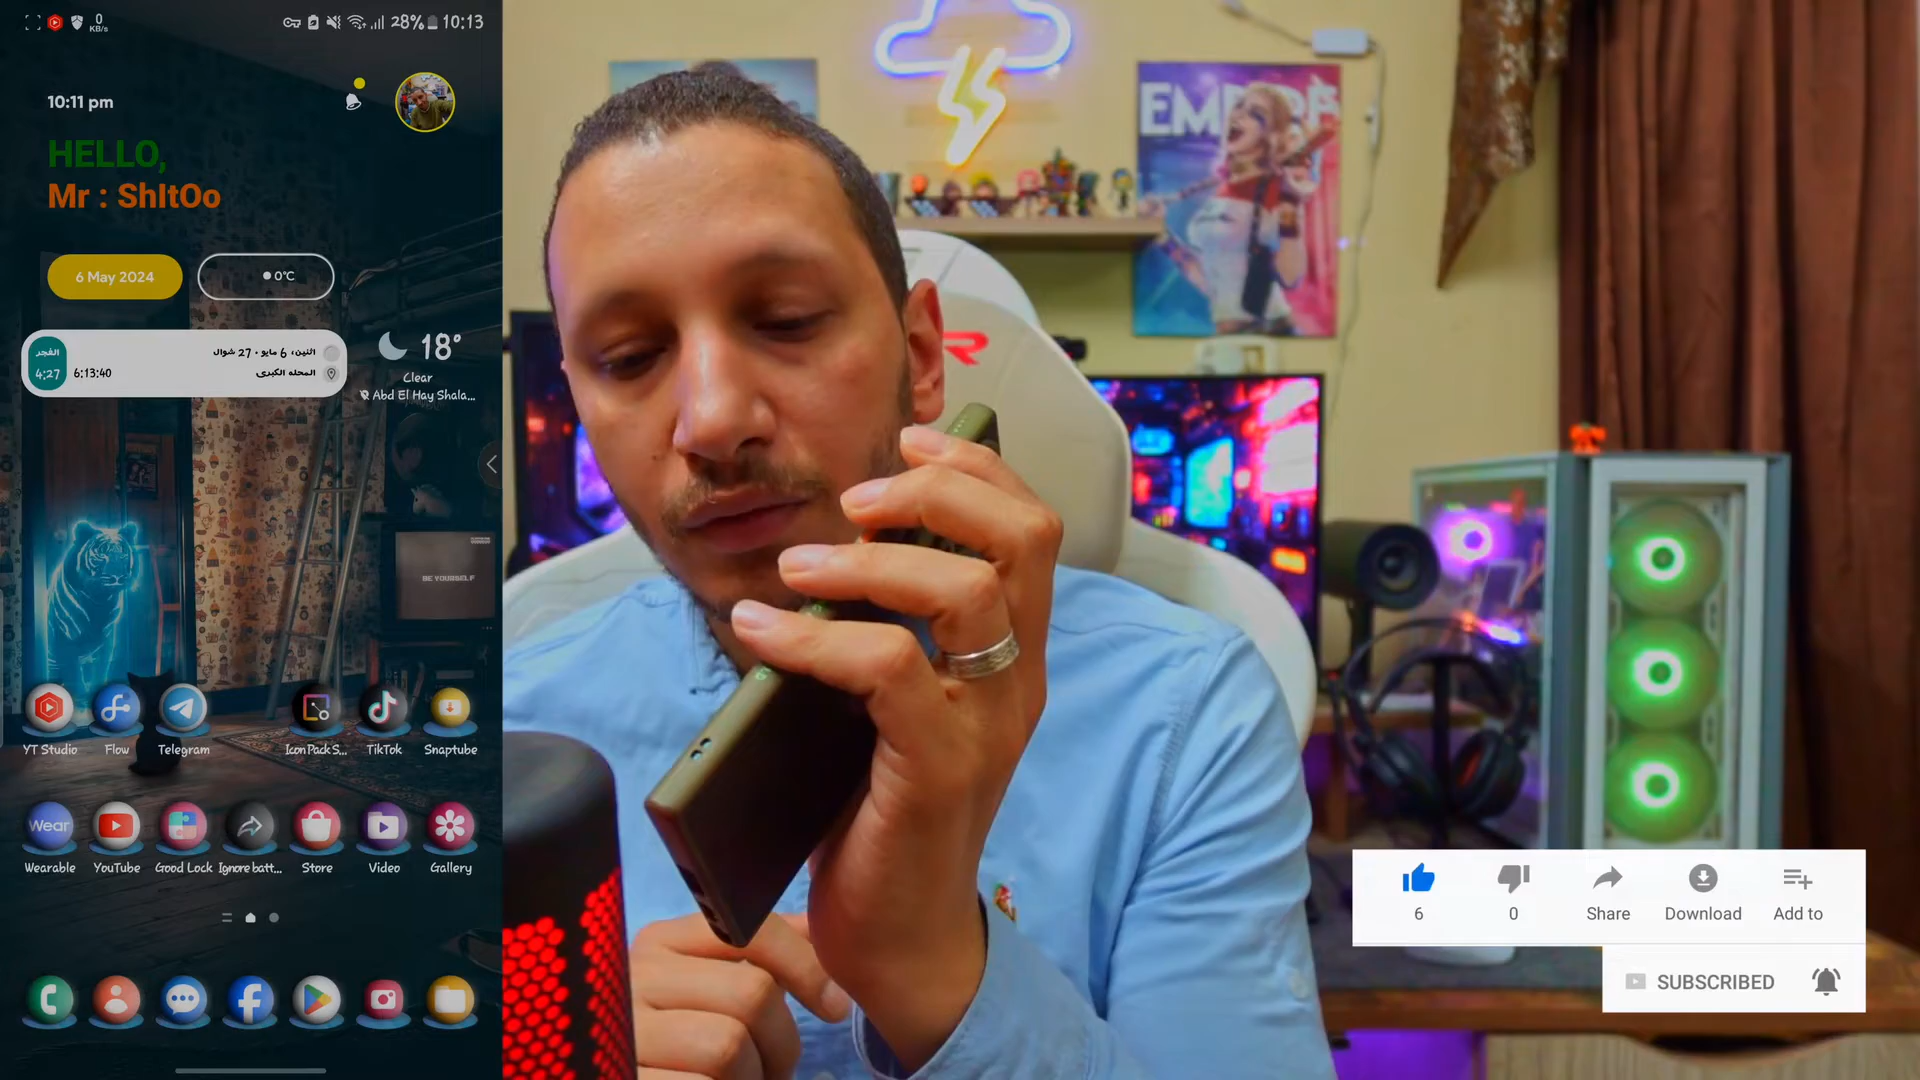 0
KB/s
28%
10:13
10:11 pm
HELLO,
Mr : ShItOo
6 May 2024
0°C
الفجر
4:27
6:13:40
اثنين، 6 مايو • 27 شوال
المحله الكبرى
18°
Clear
Abd El Hay Shala...
BE YOURSELF
YT Studio
Flow
Telegram
Icon Pack S...
TikTok
Snaptube
Wear
Wearable
YouTube
Good Lock
Ignore batt...
Store
Video
Gallery
EMPIRE
6
0
Share
Download
Add to
SUBSCRIBED